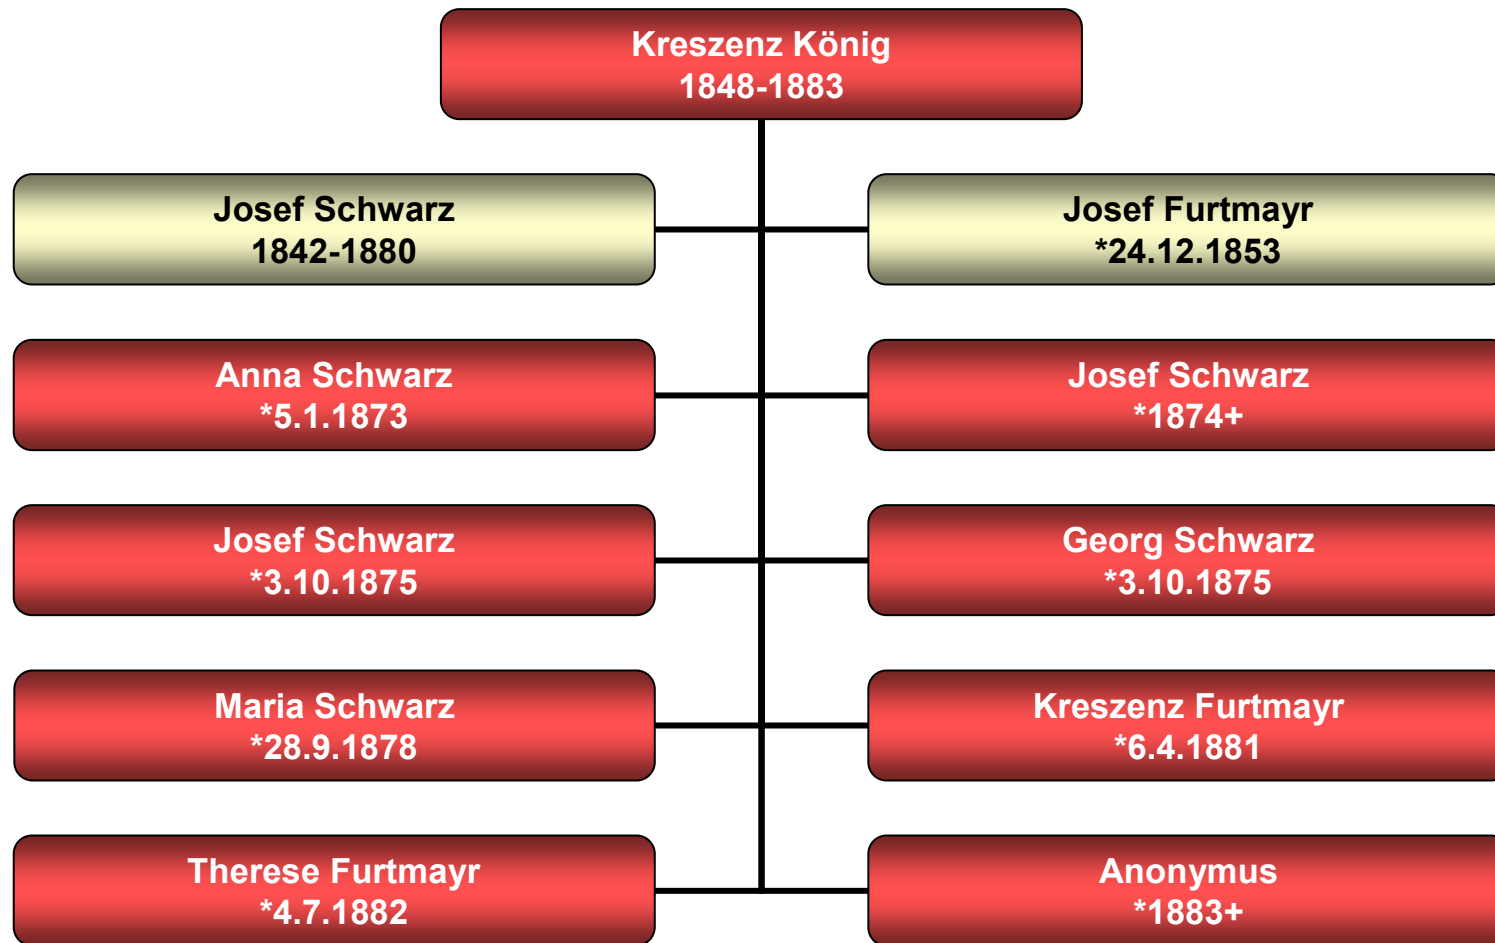 Kreszenz König
1848-1883
Josef Schwarz
1842-1880
Josef Furtmayr
*24.12.1853
Anna Schwarz
*5.1.1873
Josef Schwarz
*1874+
Josef Schwarz
*3.10.1875
Georg Schwarz
*3.10.1875
Maria Schwarz
*28.9.1878
Kreszenz Furtmayr
*6.4.1881
Therese Furtmayr
*4.7.1882
Anonymus
*1883+